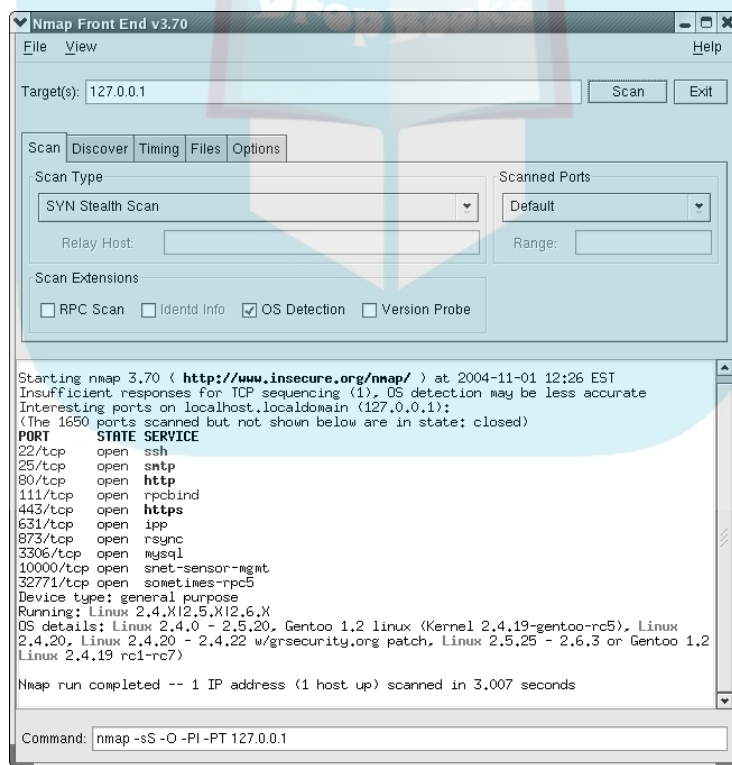 Drop Books
Nmap Front End v3.70
File View Help
Target(s): 127.0.0.1 Scan Exit
Scan Discover Timing Files Options
Scan Type Scanned Ports
SYN Stealth Scan Default
Relay Host: Range:
Scan Extensions
RPC Scan Identd Info OS Detection Version Probe
Starting nmap 3.70 ( http://www.insecure.org/nmap/ ) at 2004-11-01 12:26 EST
Insufficient responses for TCP sequencing (1), OS detection may be less accurate
Interesting ports on localhost.localdomain (127.0.0.1):
(The 1650 ports scanned but not shown below are in state: closed)
PORT STATE SERVICE
22/tcp open ssh
25/tcp open smtp
80/tcp open http
111/tcp open rpcbind
443/tcp open https
631/tcp open ipp
873/tcp open rsync
3306/tcp open mysql
10000/tcp open snet-sensor-mgmt
32771/tcp open sometimes-rpc5
Device type: general purpose
Running: Linux 2.4.X|2.5.X|2.6.X
OS details: Linux 2.4.0 - 2.5.20, Gentoo 1.2 linux (Kernel 2.4.19-gentoo-rc5), Linux
2.4.20, Linux 2.4.20 - 2.4.22 w/grsecurity.org patch, Linux 2.5.25 - 2.6.3 or Gentoo 1.2
Linux 2.4.19 rc1-rc7)
Nmap run completed -- 1 IP address (1 host up) scanned in 3.007 seconds
Command: nmap -sS -O -PI -PT 127.0.0.1